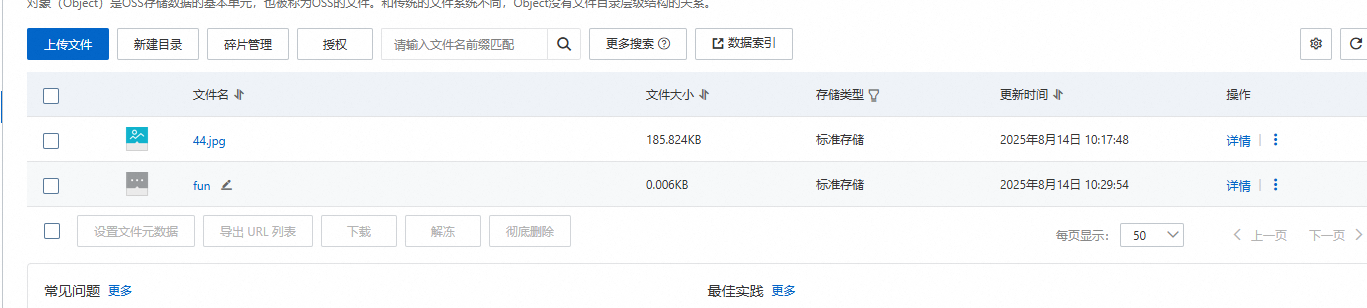 对象（Object）是OSS存储数据的基本单元，也被称为OSS的文件。和传统的文件系统不同，Object没有文件目录层级结构的关系。
上传文件 新建目录 碎片管理 授权 请输入文件名前缀匹配 更多搜索 数据索引
文件名 文件大小 存储类型 更新时间 操作
44.jpg 185.824KB 标准存储 2025年8月14日 10:17:48 详情
fun 0.006KB 标准存储 2025年8月14日 10:29:54 详情
设置文件元数据 导出 URL 列表 下载 解冻 彻底删除 每页显示： 50 上一页 下一页
常见问题 更多 最佳实践 更多